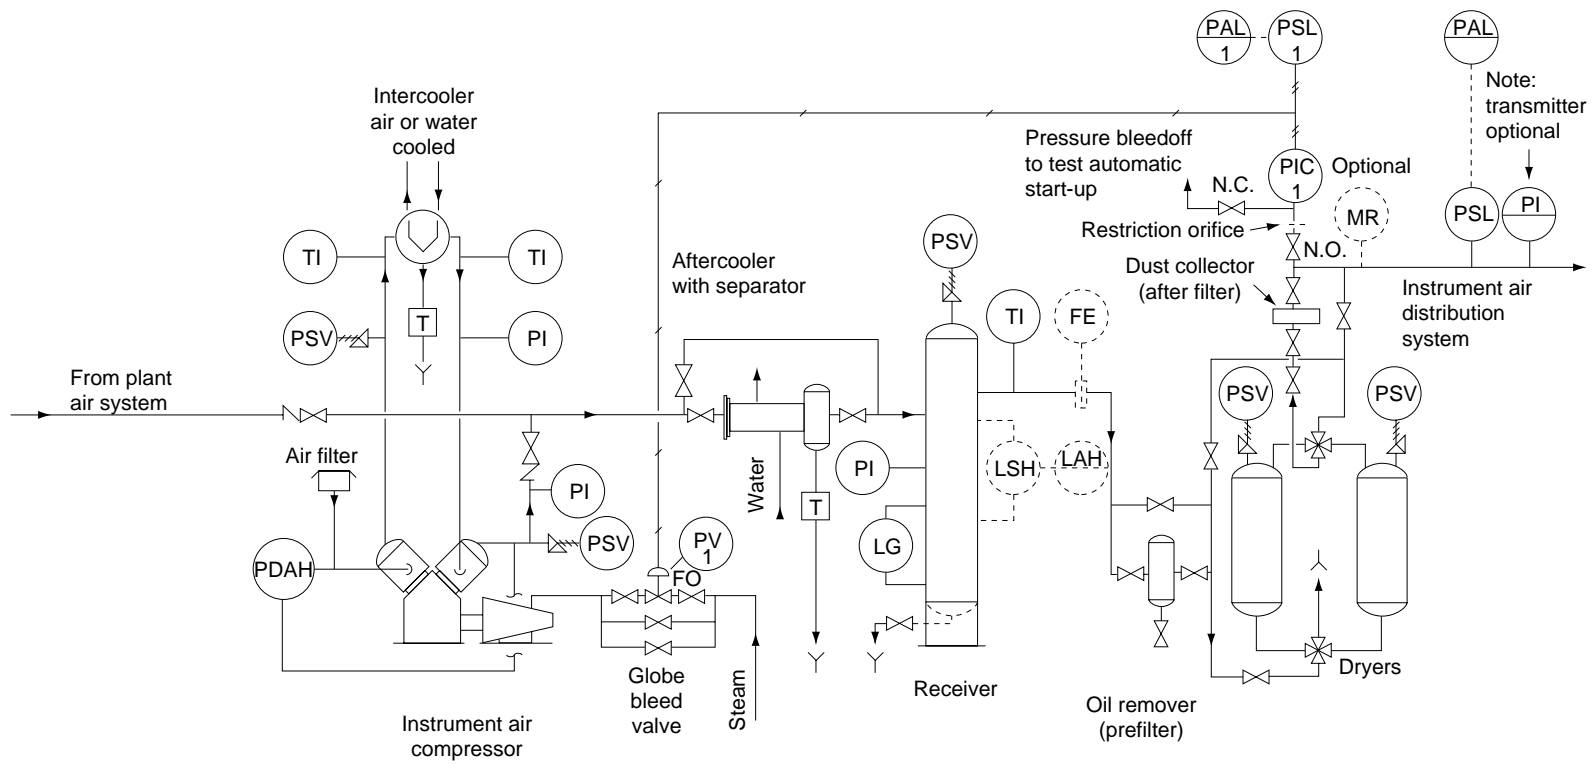 PAL
1
PSL
1
PAL
Note:
transmitter
optional
Intercooler
air or water
cooled
Pressure bleedoff
to test automatic
start-up
PIC
1
Optional
N.C.
MR
PSL
PI
Restriction orifice
N.O.
TI
TI
PSV
Aftercooler
with separator
Dust collector
(after filter)
Instrument air
distribution
system
PSV
T
PI
TI
FE
From plant
air system
PSV
PSV
Air filter
PI
Water
PI
LSH
LAH
T
PDAH
PSV
PV
1
LG
FO
Globe
bleed
valve
Steam
Receiver
Dryers
Oil remover
(prefilter)
Instrument air
compressor